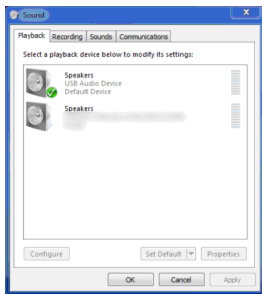 Sound
Playback Recording Sounds Communications
Select a playback device below to modify its settings:
Speakers
USB Audio Device
Default Device
Speakers
Configure Set Default Properties
OK Cancel Apply